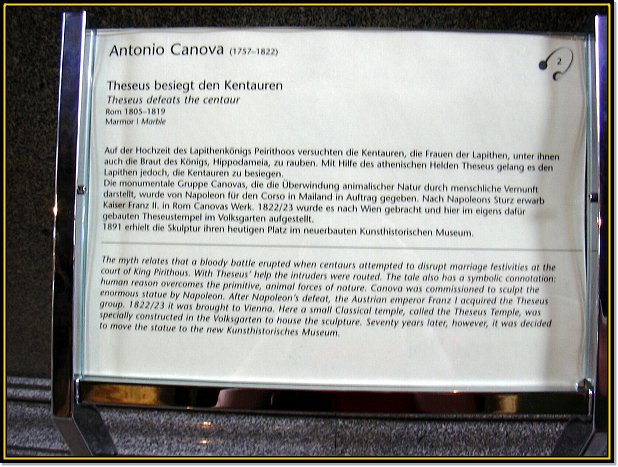 Antonio Canova (1757–1822)
2
Theseus besiegt den Kentauren
Theseus defeats the centaur
Rom 1805–1819
Marmor | Marble
Auf der Hochzeit des Lapithenkönigs Peirithoos versuchten die Kentauren, die Frauen der Lapithen, unter ihnen
auch die Braut des Königs, Hippodameia, zu rauben. Mit Hilfe des athenischen Helden Theseus gelang es den
Lapithen jedoch, die Kentauren zu besiegen.
Die monumentale Gruppe Canovas, die die Überwindung animalischer Natur durch menschliche Vernunft
darstellt, wurde von Napoleon für den Corso in Mailand in Auftrag gegeben. Nach Napoleons Sturz erwarb
Kaiser Franz II. in Rom Canovas Werk. 1822/23 wurde es nach Wien gebracht und hier im eigens dafür
gebauten Theseustempel im Volksgarten aufgestellt.
1891 erhielt die Skulptur ihren heutigen Platz im neuerbauten Kunsthistorischen Museum.
The myth relates that a bloody battle erupted when centaurs attempted to disrupt marriage festivities at the
court of King Pirithous. With Theseus' help the intruders were routed. The tale also has a symbolic connotation:
human reason overcomes the primitive, animal forces of nature. Canova was commissioned to sculpt the
enormous statue by Napoleon. After Napoleon's defeat, the Austrian emperor Franz I acquired the Theseus
group. 1822/23 it was brought to Vienna. Here a small Classical temple, called the Theseus Temple, was
specially constructed in the Volksgarten to house the sculpture. Seventy years later, however, it was decided
to move the statue to the new Kunsthistorisches Museum.